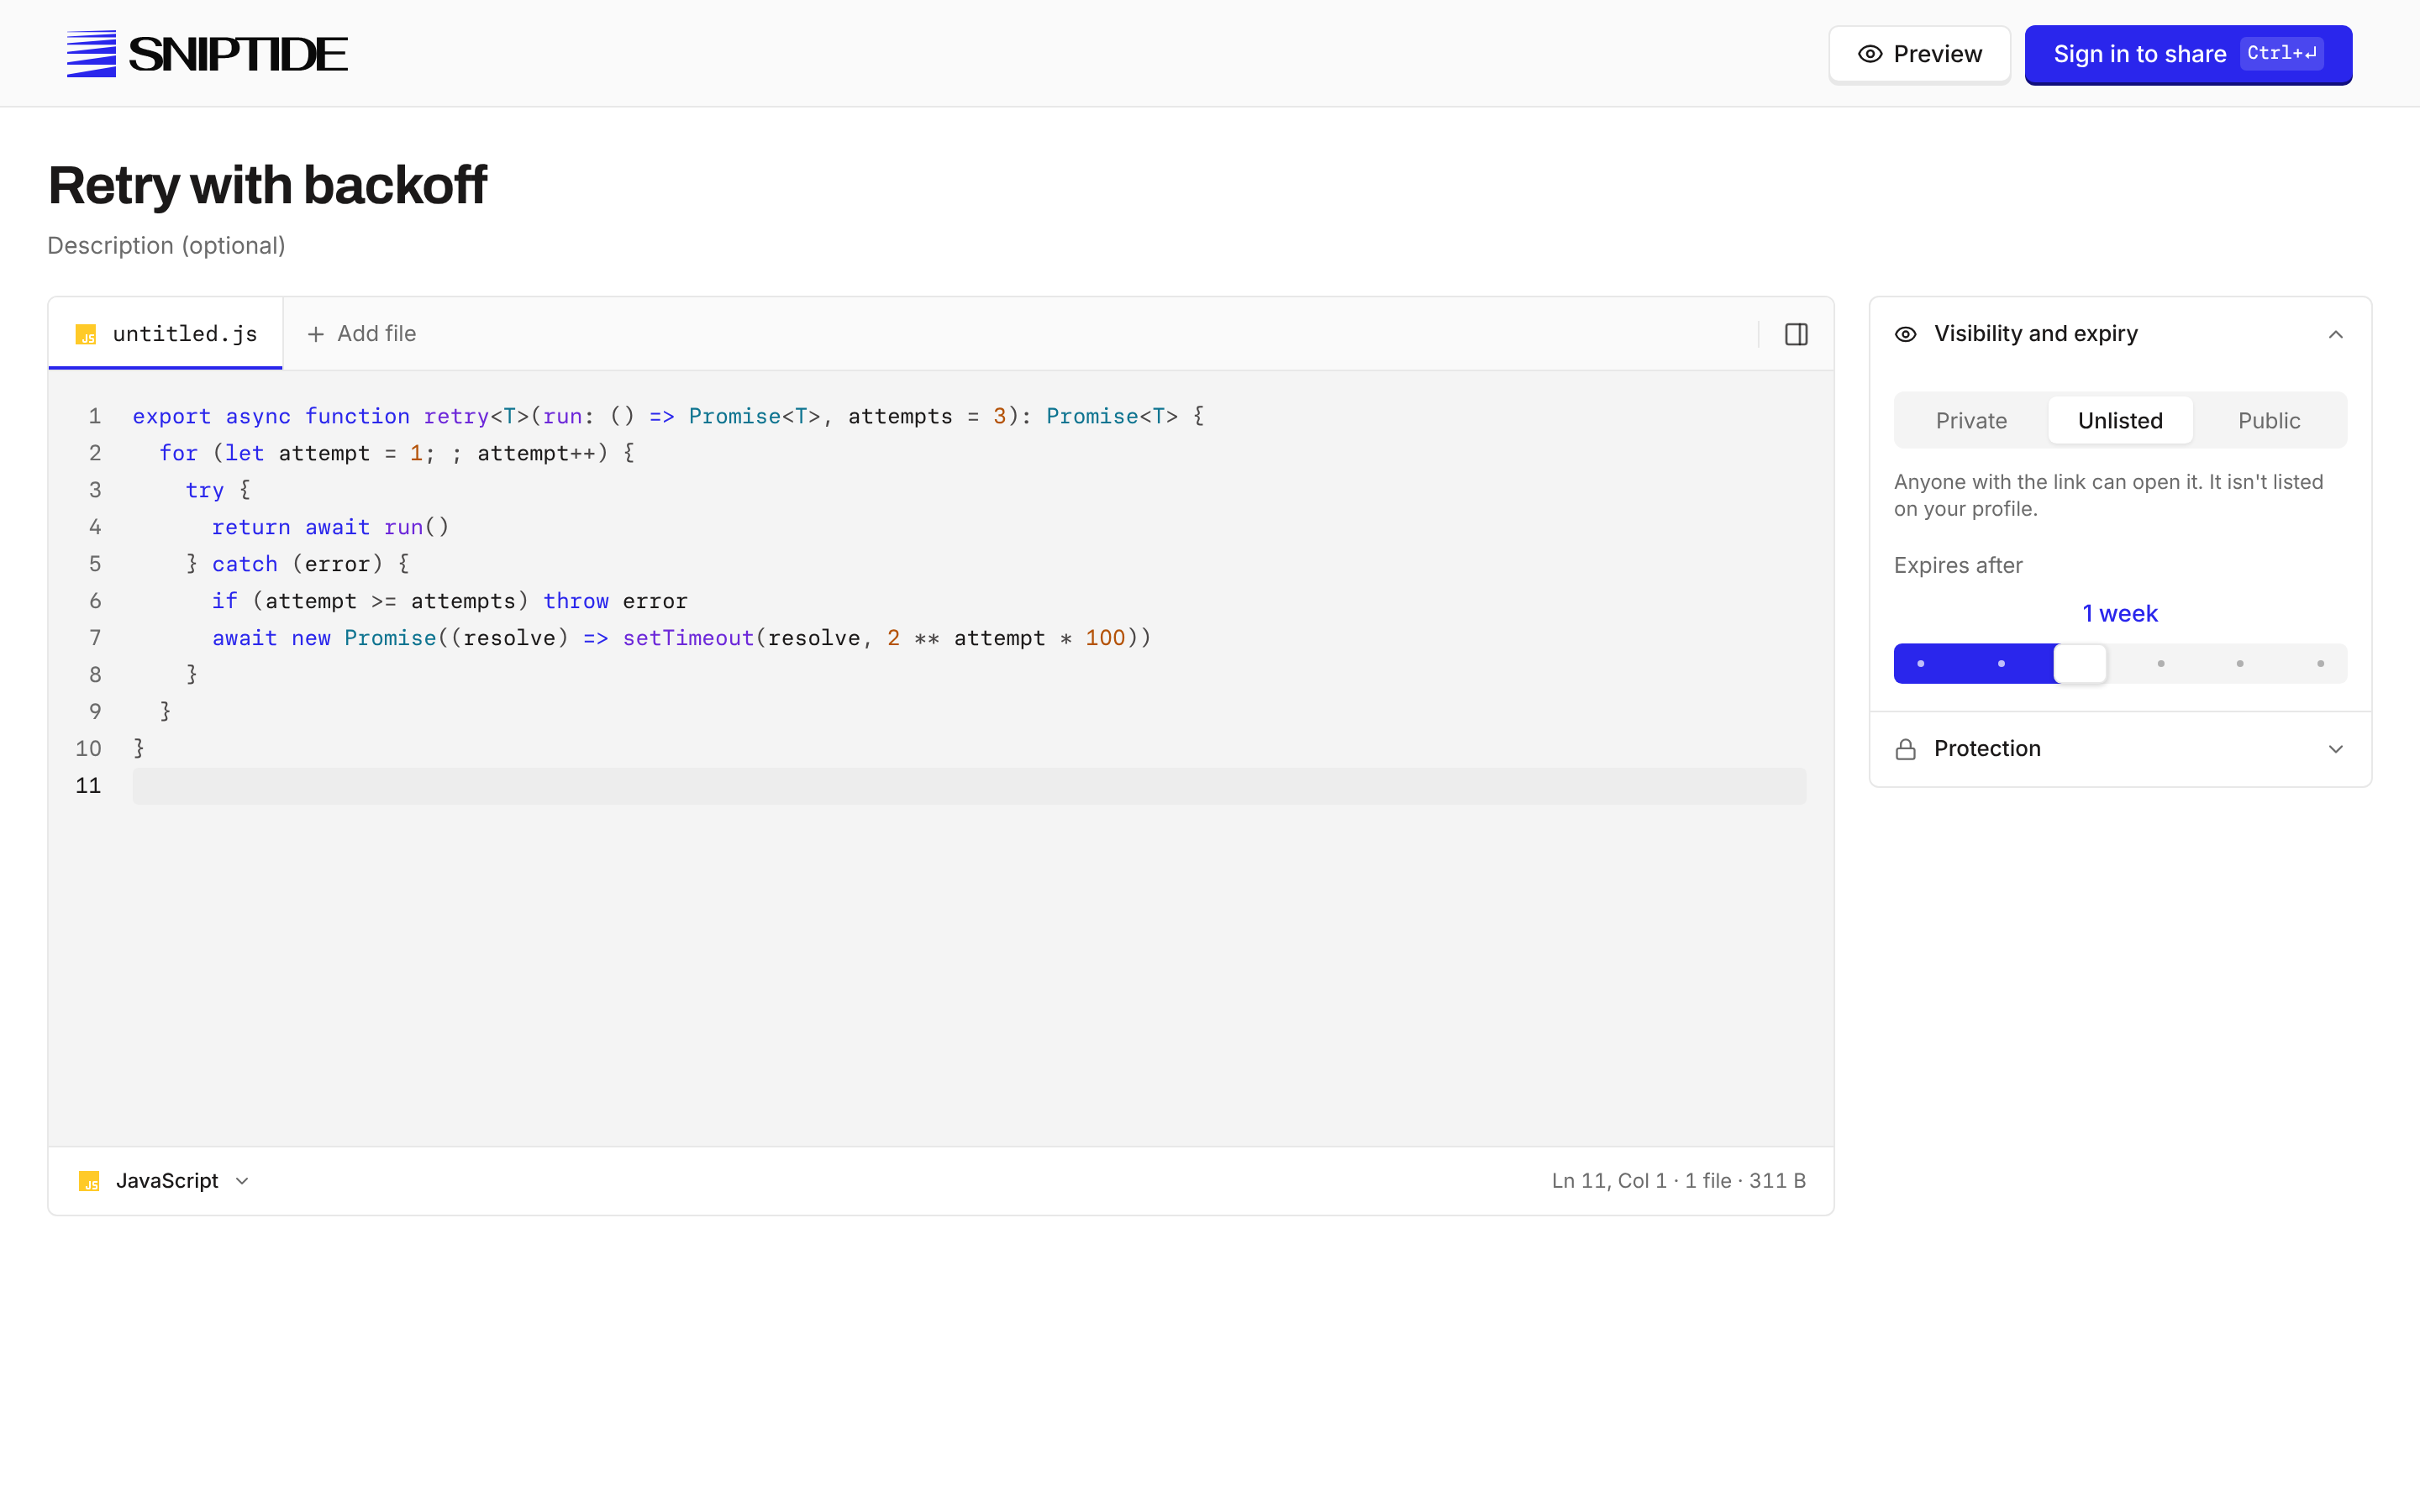 SNIPTIDE
Preview
Sign in to share Ctrl+↵
Retry with backoff
Description (optional)
JS untitled.js
+ Add file
1 export async function retry<T>(run: () => Promise<T>, attempts = 3): Promise<T> {
2   for (let attempt = 1; ; attempt++) {
3     try {
4       return await run()
5     } catch (error) {
6       if (attempt >= attempts) throw error
7       await new Promise((resolve) => setTimeout(resolve, 2 ** attempt * 100))
8     }
9   }
10 }
11
JS JavaScript
Ln 11, Col 1 · 1 file · 311 B
Visibility and expiry
Private Unlisted Public
Anyone with the link can open it. It isn't listed
on your profile.
Expires after
1 week
Protection